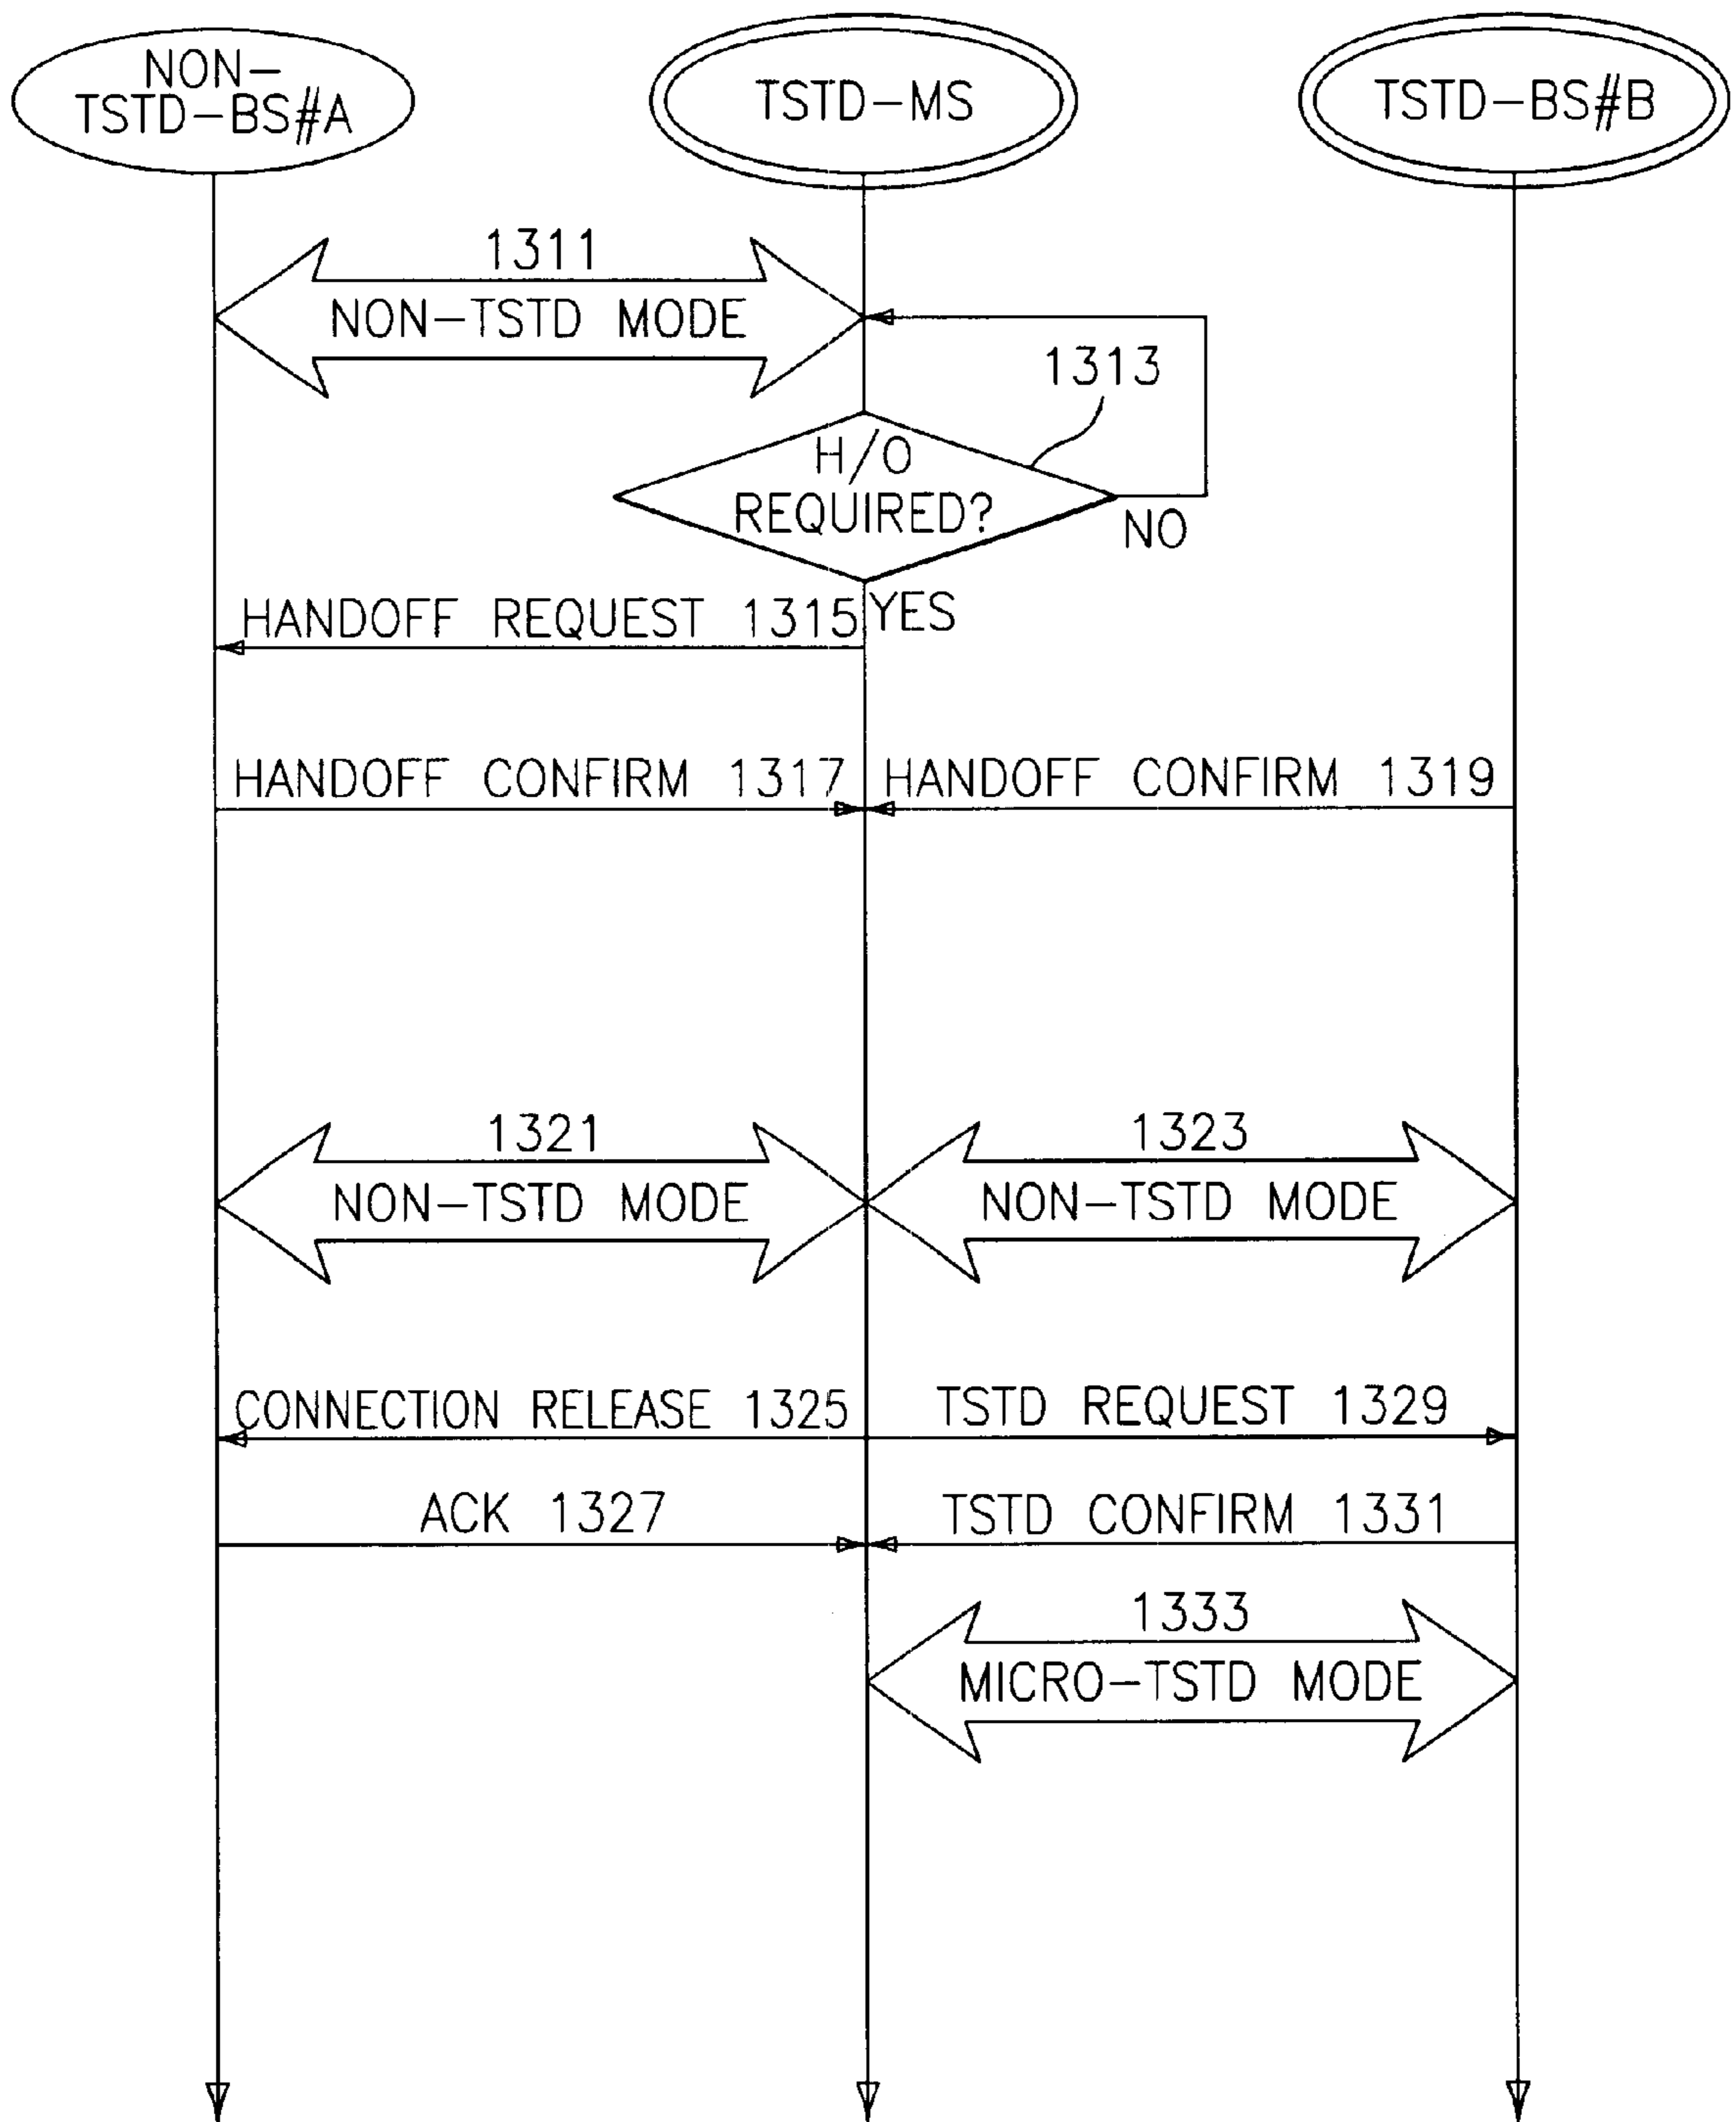 NON-
TSTD-BS#A
TSTD-MS
TSTD-BS#B
1311
NON-TSTD MODE
1313
H/O
REQUIRED?
NO
YES
HANDOFF REQUEST 1315
HANDOFF CONFIRM 1317
HANDOFF CONFIRM 1319
1321
NON-TSTD MODE
1323
NON-TSTD MODE
CONNECTION RELEASE 1325
TSTD REQUEST 1329
ACK 1327
TSTD CONFIRM 1331
1333
MICRO-TSTD MODE